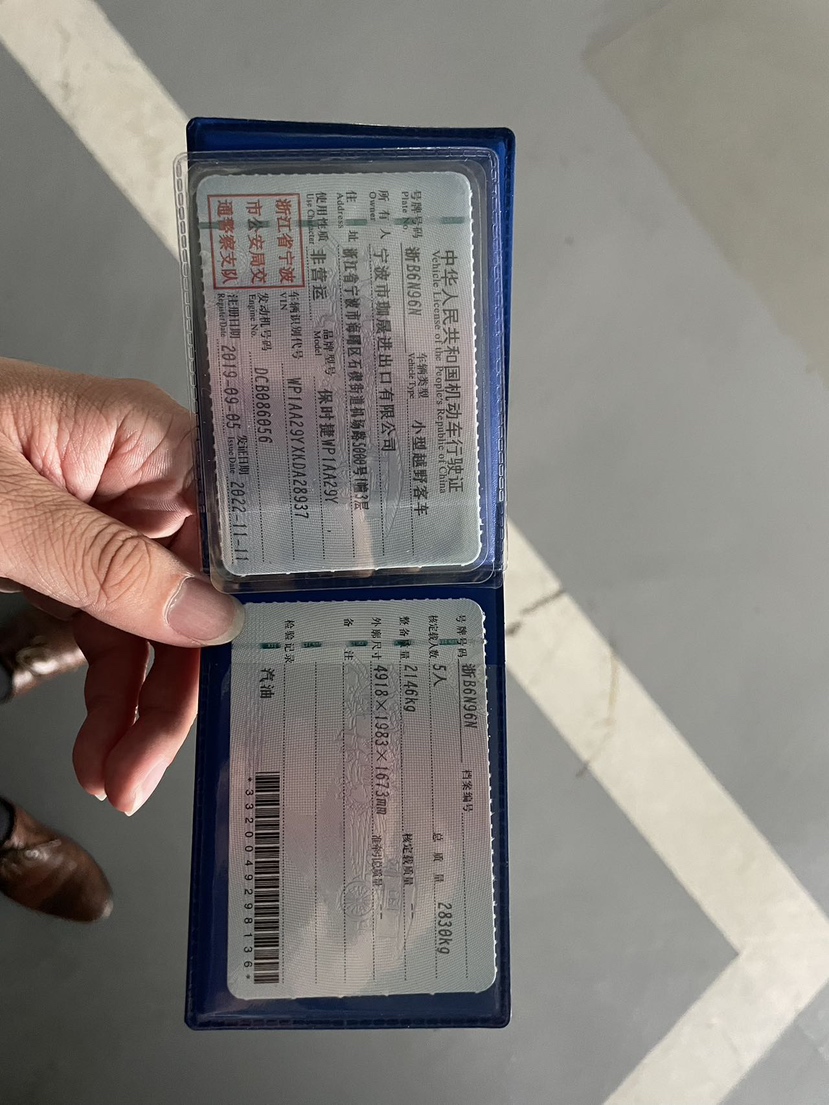 中华人民共和国机动车行驶证
Vehicle License of the People's Republic of China
号牌号码 浙B6N96N 车辆类型 小型越野客车
Plate No. Vehicle Type
所有人 宁波市珈晟进出口有限公司
Owner
住址 浙江省宁波市海曙区石碶街道机场路5000号1幢3层
Address
使用性质 非营运 品牌型号 保时捷WP1AA29Y
Use Character Model
浙江省宁波
市公安局交
通警察支队
车辆识别代号 WP1AA29YXKDA28937
VIN
发动机号码 DCB086056
Engine No.
注册日期 2019-09-05 发证日期 2022-11-11
Register Date Issue Date
号牌号码 浙B6N96N 档案编号
核定载人数 5人 总质量 2830kg
整备质量 2146kg 核定载质量 --
外廓尺寸 4918×1983×1673mm 准牵引总质量 --
备注
检验记录
汽油
*3320049298136*